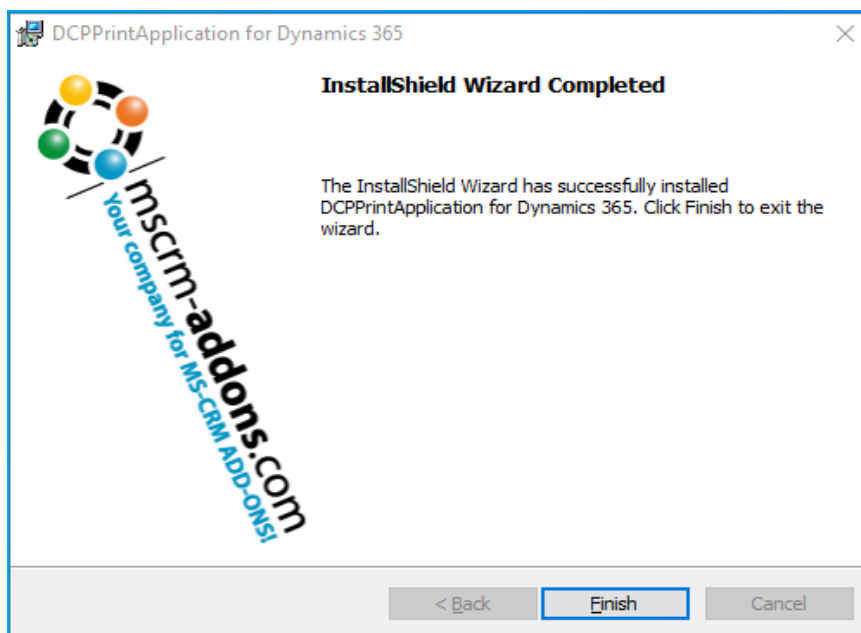 DCPPrintApplication for Dynamics 365
InstallShield Wizard Completed
The InstallShield Wizard has successfully installed
DCPPrintApplication for Dynamics 365. Click Finish to exit the
wizard.
mscrm-addons.com
Your company for MS-CRM ADD-ONS!
< Back
Finish
Cancel